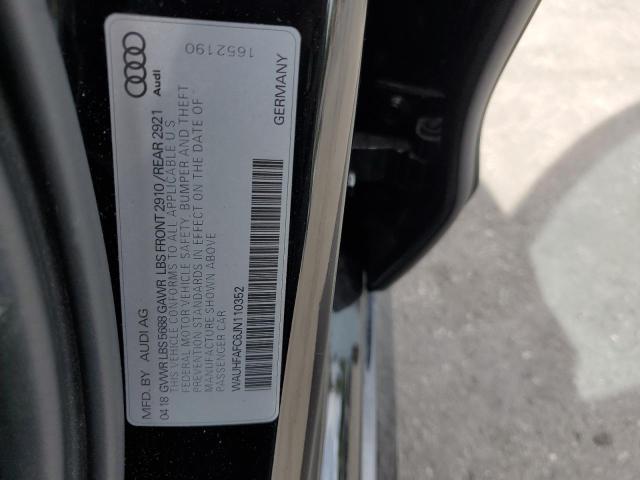 MFD. BY AUDI AG
04 18 GVWR LBS 5688 GAWR LBS FRONT 2910 / REAR 2921
THIS VEHICLE CONFORMS TO ALL APPLICABLE U S
FEDERAL MOTOR VEHICLE SAFETY, BUMPER AND THEFT
PREVENTION STANDARDS IN EFFECT ON THE DATE OF
MANUFACTURE SHOWN ABOVE
PASSENGER CAR
WAUHFAFC6JN110352
GERMANY
Audi
1652190